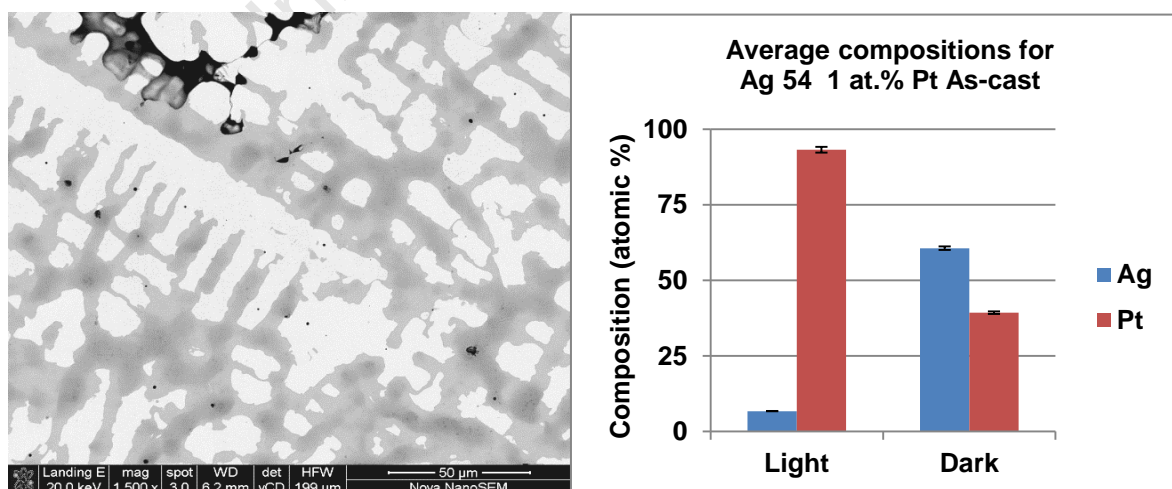 Landing E mag spot WD det HFW
20.0 keV 1 500 x 3.0 6.2 mm vCD 199 µm
50 µm
Nova NanoSEM
Average compositions for
Ag 54 1 at.% Pt As-cast
Composition (atomic %)
100
75
50
25
0
Light Dark
Ag
Pt